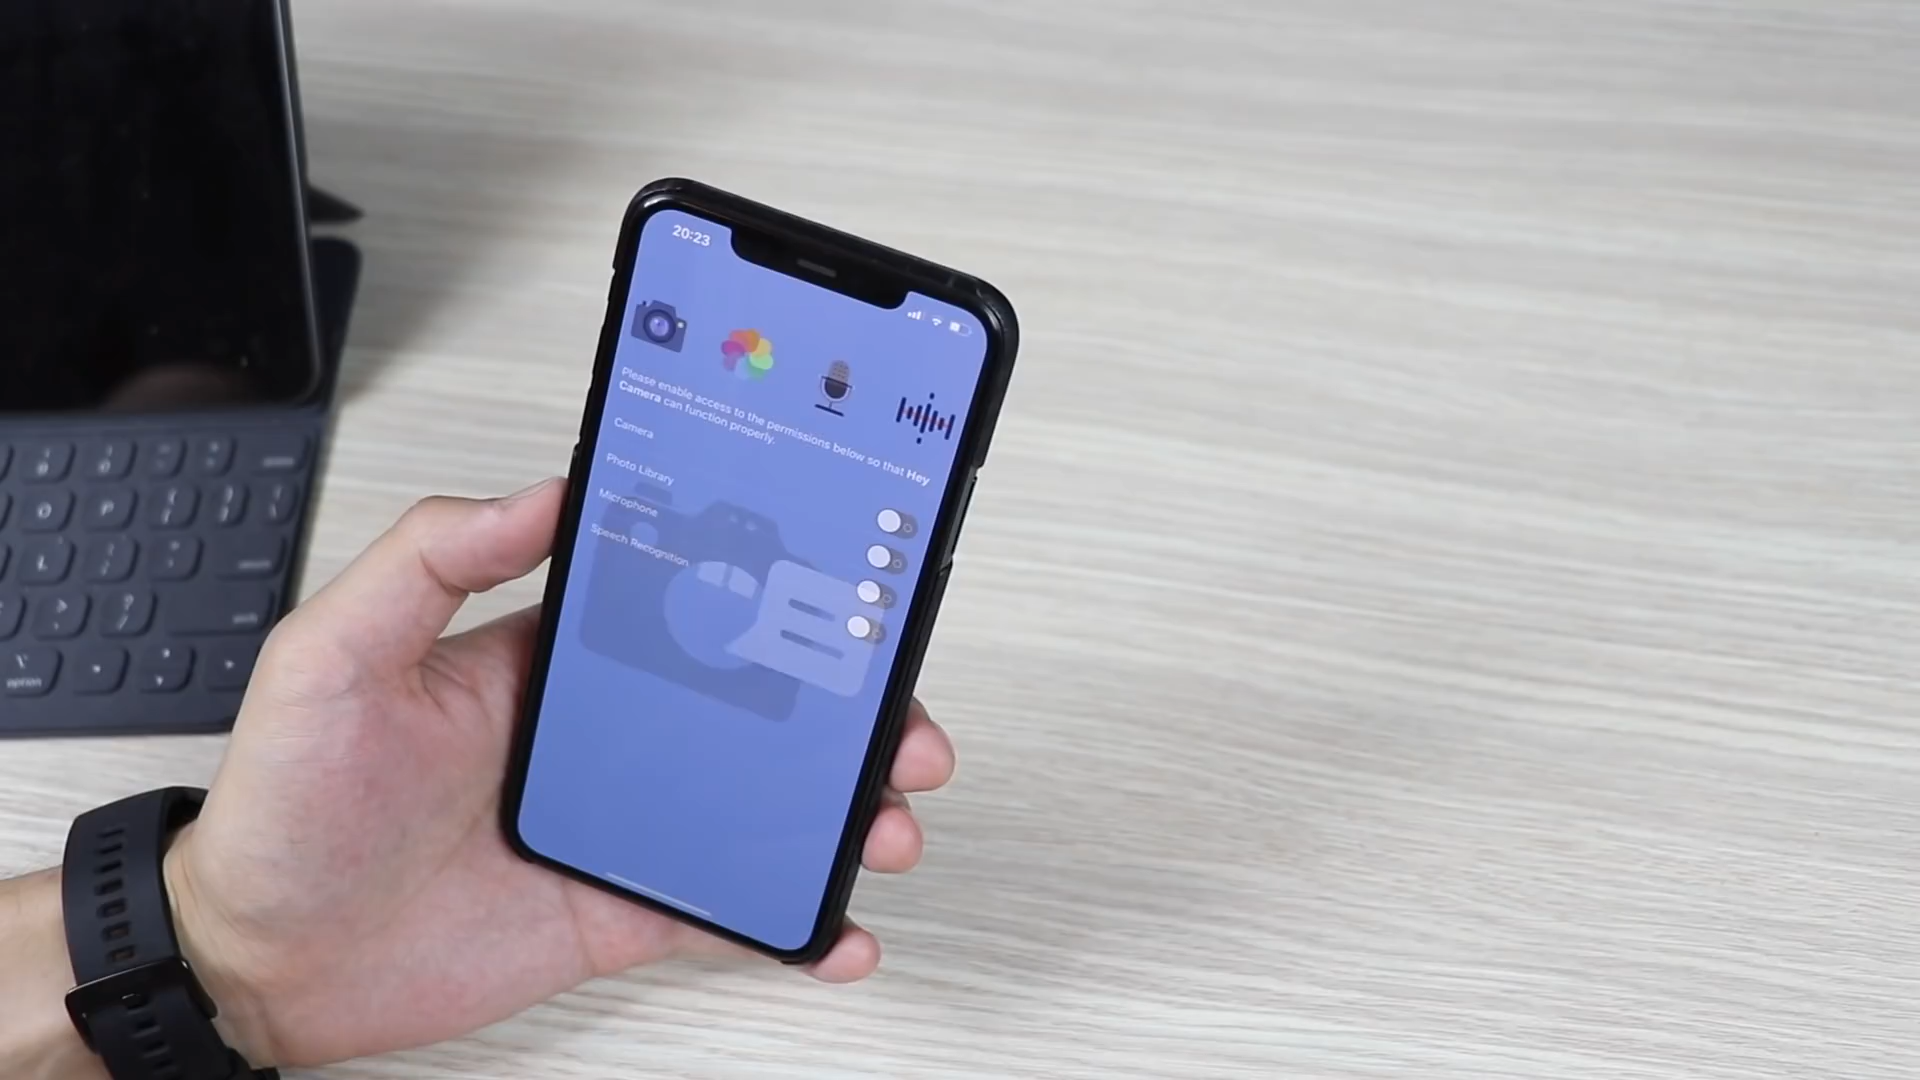 20:23
Please enable access to the permissions below so that Hey
Camera can function properly.
Camera
Photo Library
Microphone
Speech Recognition
O
P
L
option